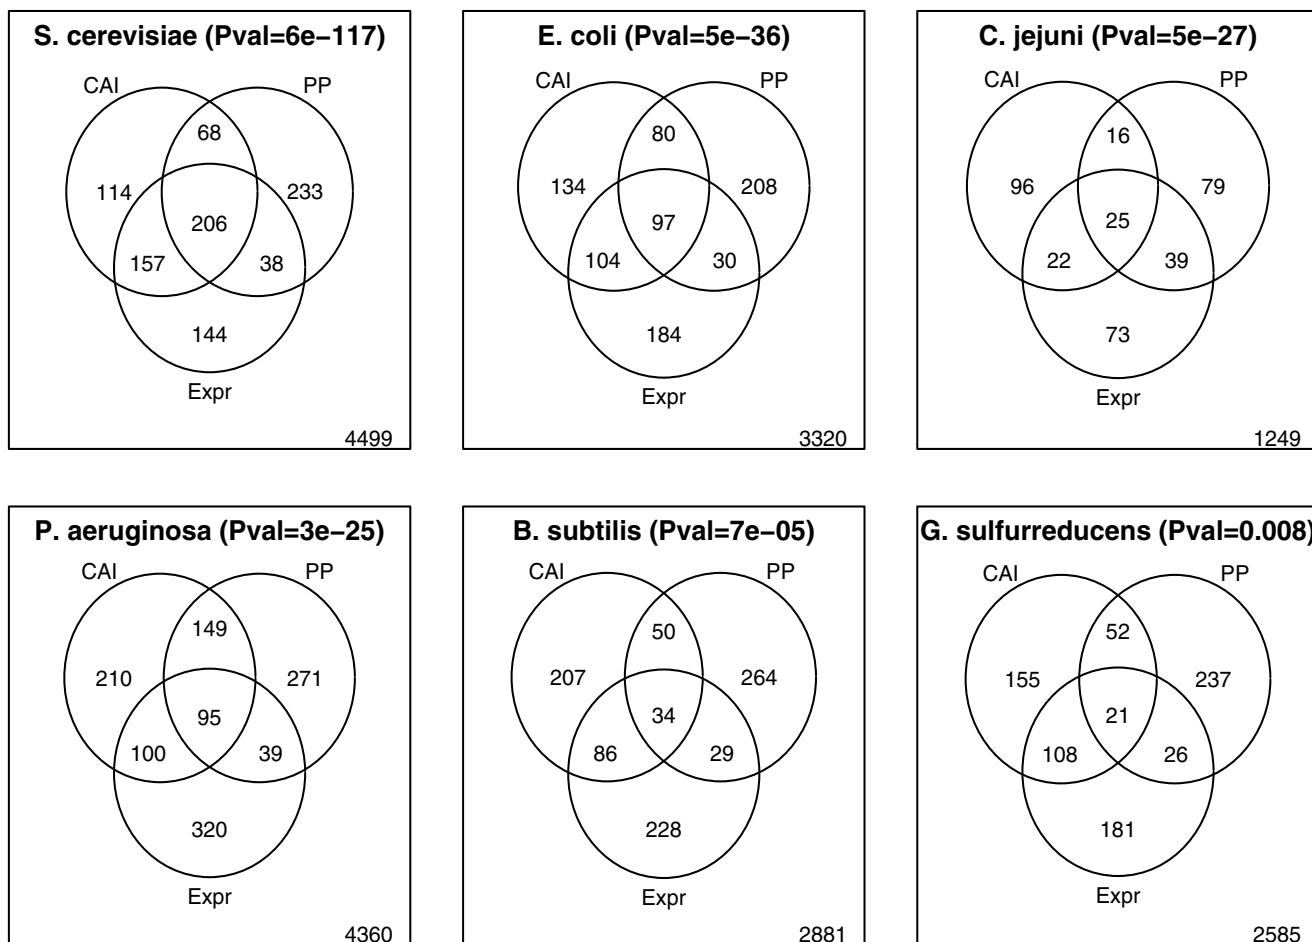 S. cerevisiae (Pval=6e−117)
CAI
PP
68
114
233
206
157
38
144
Expr
4499
E. coli (Pval=5e−36)
CAI
PP
80
134
208
97
104
30
184
Expr
3320
C. jejuni (Pval=5e−27)
CAI
PP
16
96
79
25
22
39
73
Expr
1249
P. aeruginosa (Pval=3e−25)
CAI
PP
149
210
271
95
100
39
320
Expr
4360
B. subtilis (Pval=7e−05)
CAI
PP
50
207
264
34
86
29
228
Expr
2881
G. sulfurreducens (Pval=0.008)
CAI
PP
52
155
237
21
108
26
181
Expr
2585